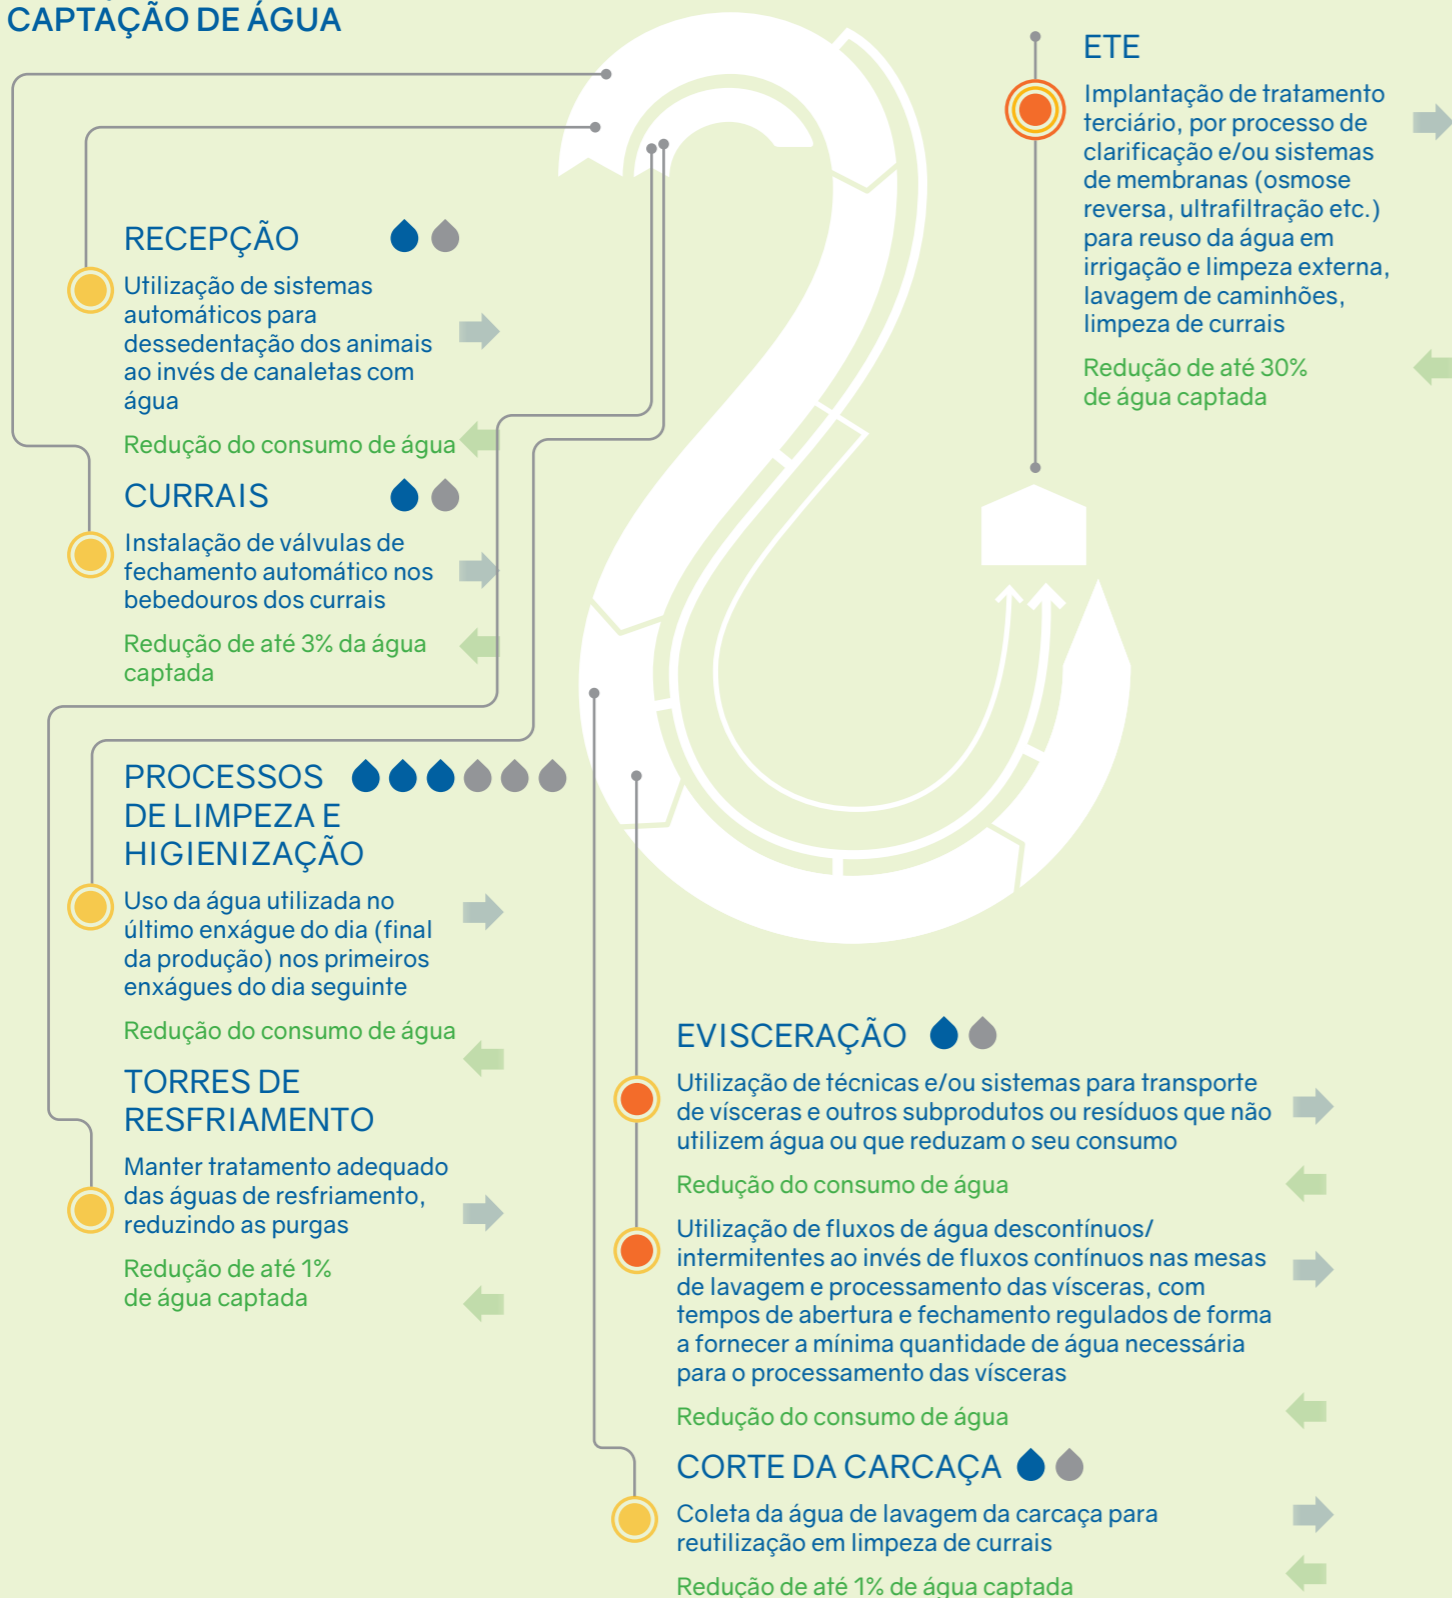 CAPTAÇÃO DE ÁGUA
RECEPÇÃO
Utilização de sistemas
automáticos para
dessedentação dos animais
ao invés de canaletas com
água
Redução do consumo de água
CURRAIS
Instalação de válvulas de
fechamento automático nos
bebedouros dos currais
Redução de até 3% da água
captada
PROCESSOS
DE LIMPEZA E
HIGIENIZAÇÃO
Uso da água utilizada no
último enxágue do dia (final
da produção) nos primeiros
enxágues do dia seguinte
Redução do consumo de água
TORRES DE
RESFRIAMENTO
Manter tratamento adequado
das águas de resfriamento,
reduzindo as purgas
Redução de até 1%
de água captada
ETE
Implantação de tratamento
terciário, por processo de
clarificação e/ou sistemas
de membranas (osmose
reversa, ultrafiltração etc.)
para reuso da água em
irrigação e limpeza externa,
lavagem de caminhões,
limpeza de currais
Redução de até 30%
de água captada
EVISCERAÇÃO
Utilização de técnicas e/ou sistemas para transporte
de vísceras e outros subprodutos ou resíduos que não
utilizem água ou que reduzam o seu consumo
Redução do consumo de água
Utilização de fluxos de água descontínuos/
intermitentes ao invés de fluxos contínuos nas mesas
de lavagem e processamento das vísceras, com
tempos de abertura e fechamento regulados de forma
a fornecer a mínima quantidade de água necessária
para o processamento das vísceras
Redução do consumo de água
CORTE DA CARCAÇA
Coleta da água de lavagem da carcaça para
reutilização em limpeza de currais
Redução de até 1% de água captada